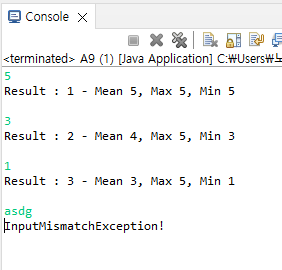 Console
<terminated> A9 (1) [Java Application] C:\Users\노
5
Result : 1 - Mean 5, Max 5, Min 5
3
Result : 2 - Mean 4, Max 5, Min 3
1
Result : 3 - Mean 3, Max 5, Min 1
asdg
InputMismatchException!